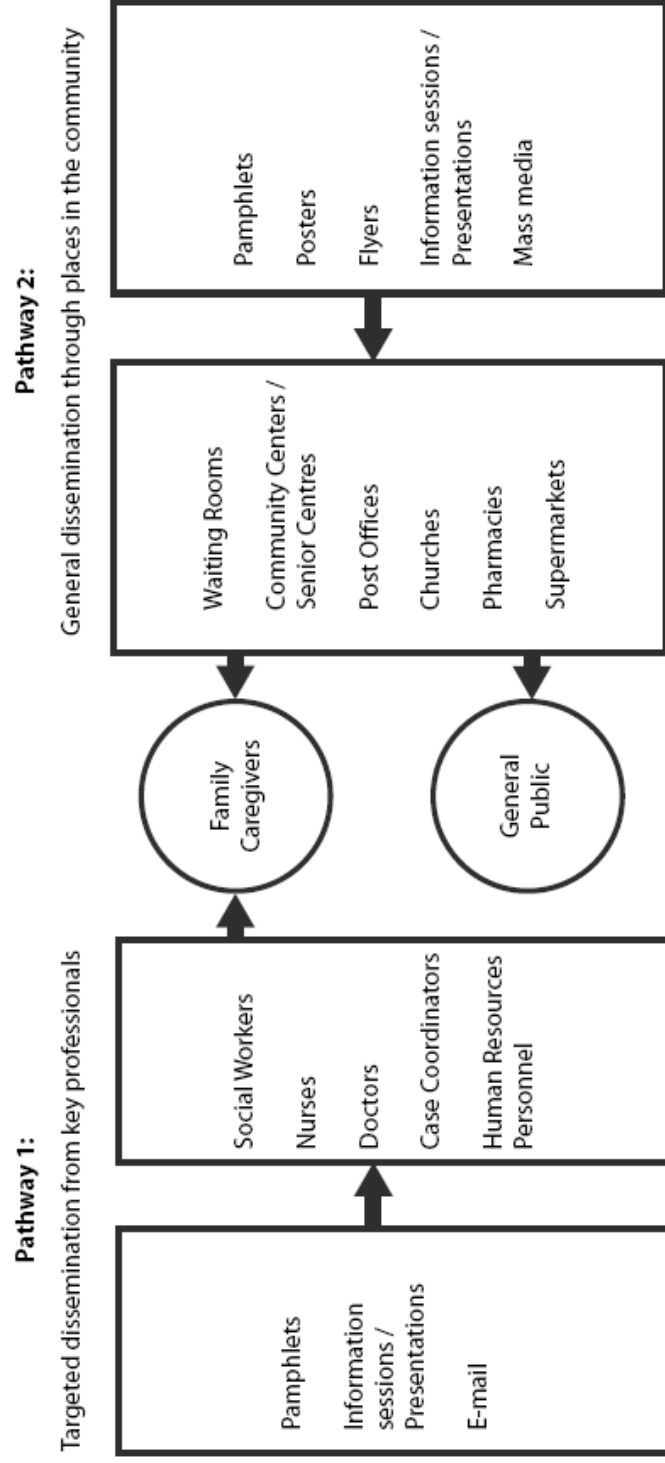 Pathway 1:
Targeted dissemination from key professionals
Pamphlets
Information
sessions /
Presentations
E-mail
Social Workers
Nurses
Doctors
Case Coordinators
Human Resources
Personnel
Family
Caregivers
General
Public
Pathway 2:
General dissemination through places in the community
Waiting Rooms
Community Centers /
Senior Centres
Post Offices
Churches
Pharmacies
Supermarkets
Pamphlets
Posters
Flyers
Information sessions /
Presentations
Mass media